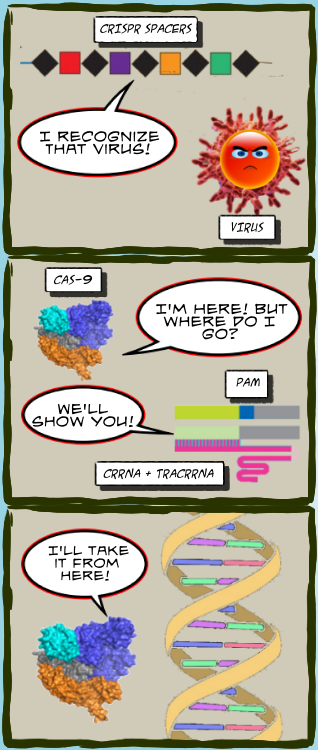 CRISPR SPACERS
I RECOGNIZE
THAT VIRUS!
VIRUS
CAS-9
I'M HERE! BUT
WHERE DO I
GO?
PAM
WE'LL
SHOW YOU!
CRRNA + TRACRRNA
I'LL TAKE
IT FROM
HERE!